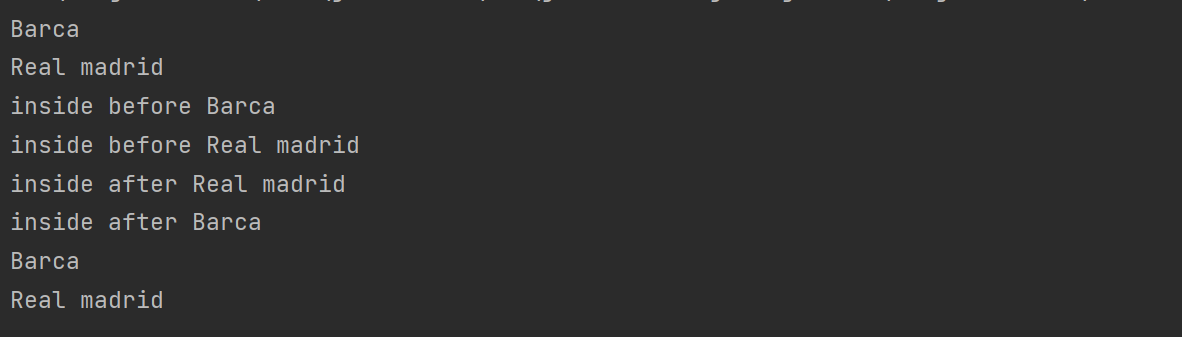 Barca
Real madrid
inside before Barca
inside before Real madrid
inside after Real madrid
inside after Barca
Barca
Real madrid